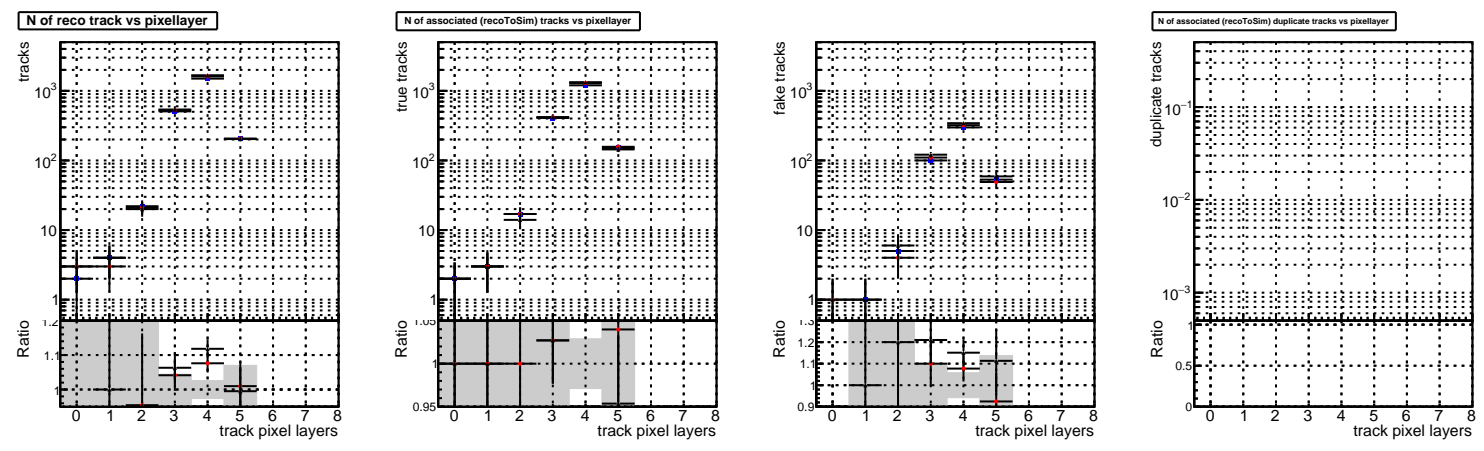 N of reco track vs pixellayer
tracks
10³
10²
10
1
Ratio
1.2
1.1
1
0 1 2 3 4 5 6 7 8
track pixel layers
N of associated (recoToSim) tracks vs pixellayer
true tracks
10³
10²
10
1
Ratio
1.05
1
0.95
0 1 2 3 4 5 6 7 8
track pixel layers
fake tracks
10³
10²
10
1
Ratio
1.3
1.2
1.1
1
0.9
0 1 2 3 4 5 6 7 8
track pixel layers
N of associated (recoToSim) duplicate tracks vs pixellayer
duplicate tracks
10⁻¹
10⁻²
10⁻³
Ratio
1
0.5
0
0 1 2 3 4 5 6 7 8
track pixel layers